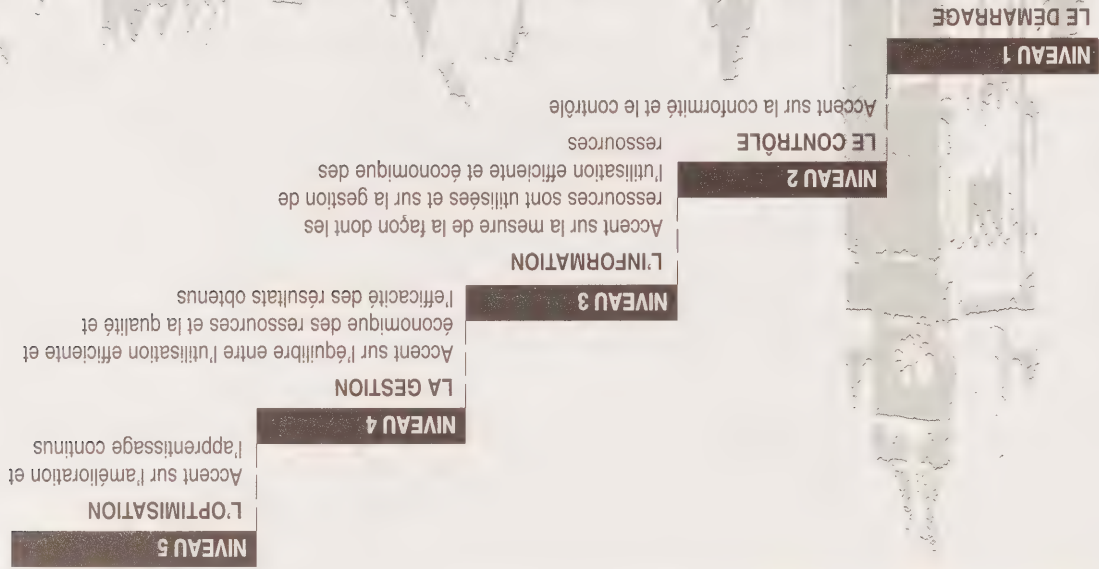 NIVEAU 5
L'OPTIMISATION
Accent sur l'amélioration et
l'apprentissage continus
NIVEAU 4
LA GESTION
Accent sur l'équilibre entre l'utilisation efficiente et
économique des ressources et la qualité et
l'efficacité des résultats obtenus
NIVEAU 3
L'INFORMATION
Accent sur la mesure de la façon dont les
ressources sont utilisées et sur la gestion de
l'utilisation efficiente et économique des
ressources
NIVEAU 2
LE CONTRÔLE
Accent sur la conformité et le contrôle
NIVEAU 1
LE DÉMARRAGE